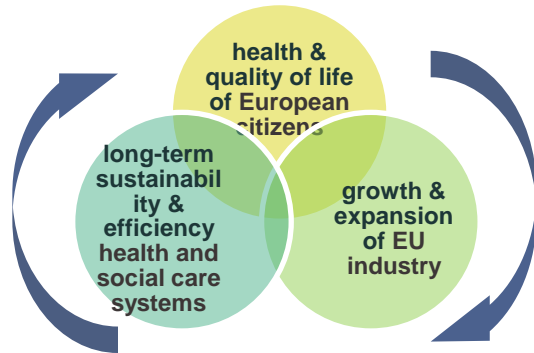 health &
quality of life
of European
citizens
long-term
sustainabil
ity &
efficiency
health and
social care
systems
growth &
expansion
of EU
industry